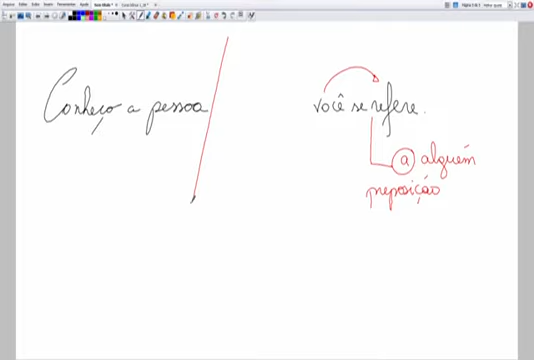 Conheço a pessoa
você se refere.
a alguém
preposição